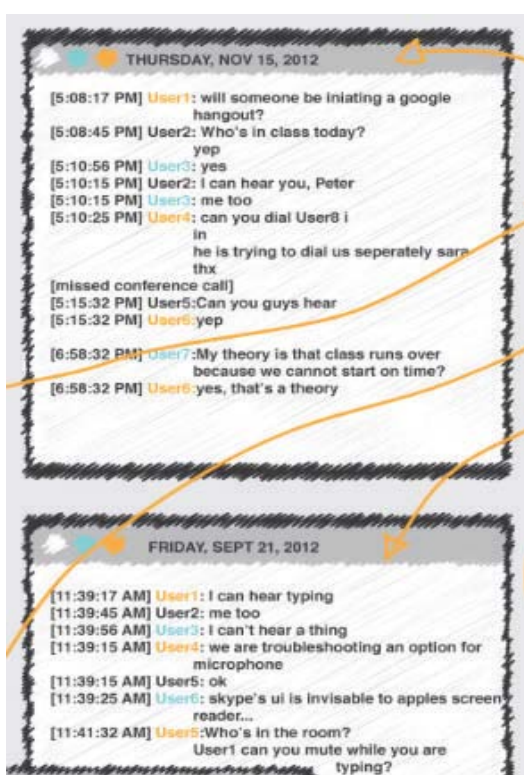 THURSDAY, NOV 15, 2012
[5:08:17 PM] User1: will someone be iniating a google
hangout?
[5:08:45 PM] User2: Who's in class today?
yep
[5:10:56 PM] User3: yes
[5:10:15 PM] User2: I can hear you, Peter
[5:10:15 PM] User3: me too
[5:10:25 PM] User4: can you dial User8 i
in
he is trying to dial us seperately sara
thx
[missed conference call]
[5:15:32 PM] User5:Can you guys hear
[5:15:32 PM] User6:yep
[6:58:32 PM] User7:My theory is that class runs over
because we cannot start on time?
[6:58:32 PM] User6:yes, that's a theory
FRIDAY, SEPT 21, 2012
[11:39:17 AM] User1: I can hear typing
[11:39:45 AM] User2: me too
[11:39:56 AM] User3: I can't hear a thing
[11:39:15 AM] User4: we are troubleshooting an option for
microphone
[11:39:15 AM] User5: ok
[11:39:25 AM] User6: skype's ui is invisable to apples screen
reader...
[11:41:32 AM] User5:Who's in the room?
User1 can you mute while you are
typing?